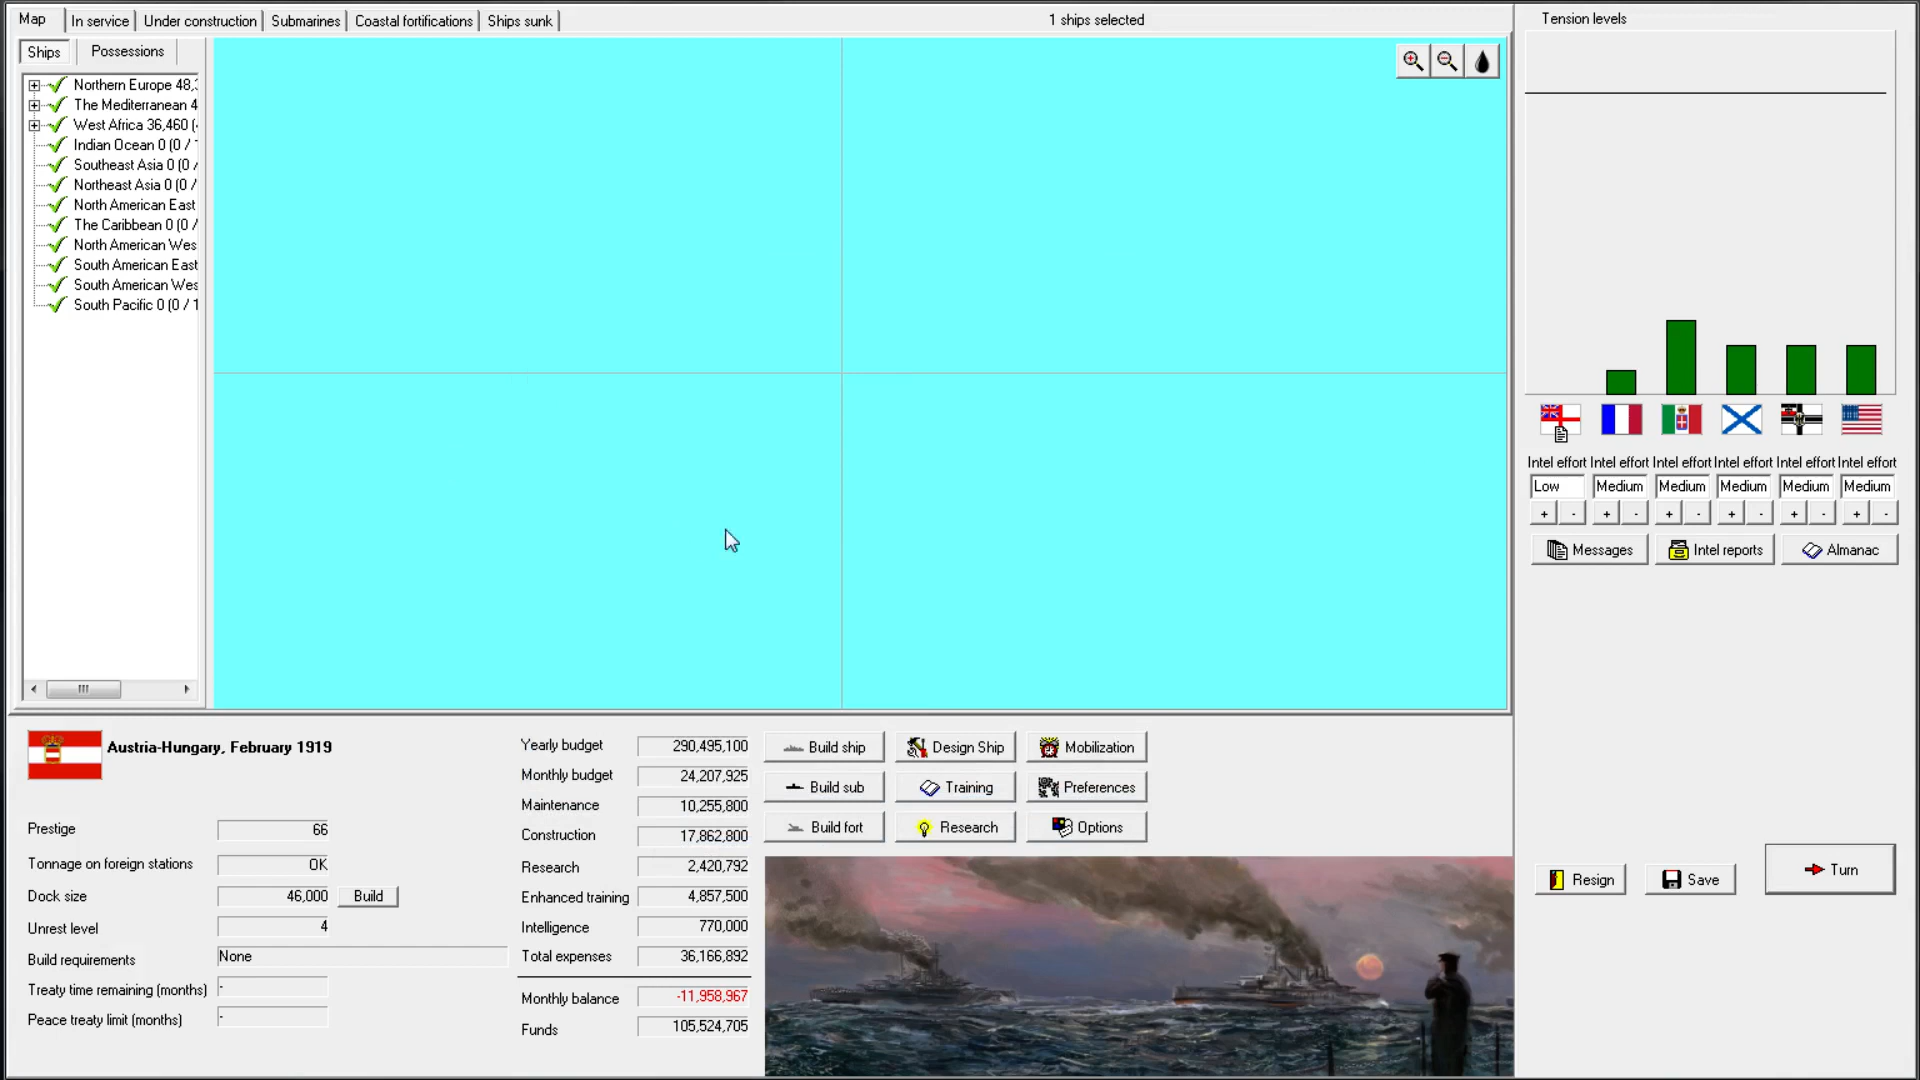 Map
In service
Under construction
Submarines
Coastal fortifications
Ships sunk
1 ships selected
Tension levels
Ships
Possessions
Northern Europe 48,
The Mediterranean 4
West Africa 36,460 (
Indian Ocean 0 (0 /
Southeast Asia 0 (0 /
Northeast Asia 0 (0 /
North American East
The Caribbean 0 (0 /
North American Wes
South American East
South American Wes
South Pacific 0 (0 / 1
Intel effort Intel effort Intel effort Intel effort Intel effort Intel effort
Low Medium Medium Medium Medium Medium
+ - + - + - + - + - + -
Messages
Intel reports
Almanac
Austria-Hungary, February 1919
Prestige 66
Tonnage on foreign stations OK
Dock size 46,000 Build
Unrest level 4
Build requirements None
Treaty time remaining (months) -
Peace treaty limit (months) -
Yearly budget 290,495,100
Monthly budget 24,207,925
Maintenance 10,255,800
Construction 17,862,800
Research 2,420,792
Enhanced training 4,857,500
Intelligence 770,000
Total expenses 36,166,892
Monthly balance -11,958,967
Funds 105,524,705
Build ship
Design Ship
Mobilization
Build sub
Training
Preferences
Build fort
Research
Options
Resign
Save
Turn